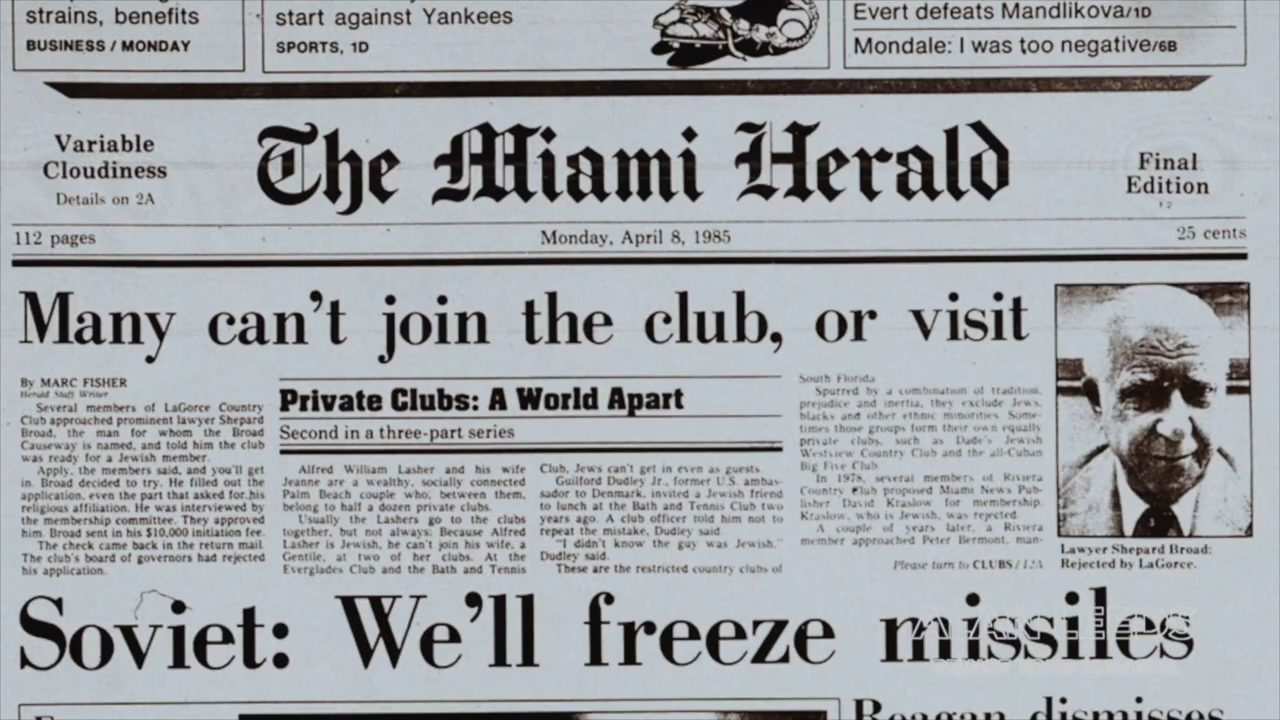 strains, benefits
BUSINESS / MONDAY
start against Yankees
SPORTS, 1D
Evert defeats Mandlikova/1D
Mondale: I was too negative/6B
Variable
Cloudiness
Details on 2A
The Miami Herald
Final
Edition
112 pages
Monday, April 8, 1985
25 cents
Many can't join the club, or visit
By MARC FISHER
Herald Staff Writer
Several members of LaGorce Country
Club approached prominent lawyer Shepard
Broad, the man for whom the Broad
Causeway is named, and told him the club
was ready for a Jewish member.
Apply, the members said, and you'll get
in. Broad decided to try. He filled out the
application, even the part that asked for his
religious affiliation. He was interviewed by
the membership committee. They approved
him. Broad sent in his $10,000 initiation fee.
The check came back in the return mail.
The club's board of governors had rejected
his application.
Private Clubs: A World Apart
Second in a three-part series
Alfred William Lasher and his wife
Jeanne are a wealthy, socially connected
Palm Beach couple who, between them,
belong to half a dozen private clubs.
Usually the Lashers go to the clubs
together, but not always: Because Alfred
Lasher is Jewish, he can't join his wife, a
Gentile, at two of her clubs. At the
Everglades Club and the Bath and Tennis
Club, Jews can't get in even as guests.
Guilford Dudley Jr., former U.S. ambas-
sador to Denmark, invited a Jewish friend
to lunch at the Bath and Tennis Club two
years ago. A club officer told him not to
repeat the mistake, Dudley said.
"I didn't know the guy was Jewish,"
Dudley said.
These are the restricted country clubs of
South Florida
Spurred by a combination of tradition,
prejudice and inertia, they exclude Jews,
blacks and other ethnic minorities. Some-
times those groups form their own equally
private clubs, such as Dade's Jewish
Westview Country Club and the all-Cuban
Big Five Club.
In 1978, several members of Riviera
Country Club proposed Miami News Pub-
lisher David Kraslow for membership.
Kraslow, who is Jewish, was rejected.
A couple of years later, a Riviera
member approached Peter Bermont, man-
Please turn to CLUBS / 12A
Lawyer Shepard Broad:
Rejected by LaGorce.
Soviet: We'll freeze missiles
Reagan dismisses